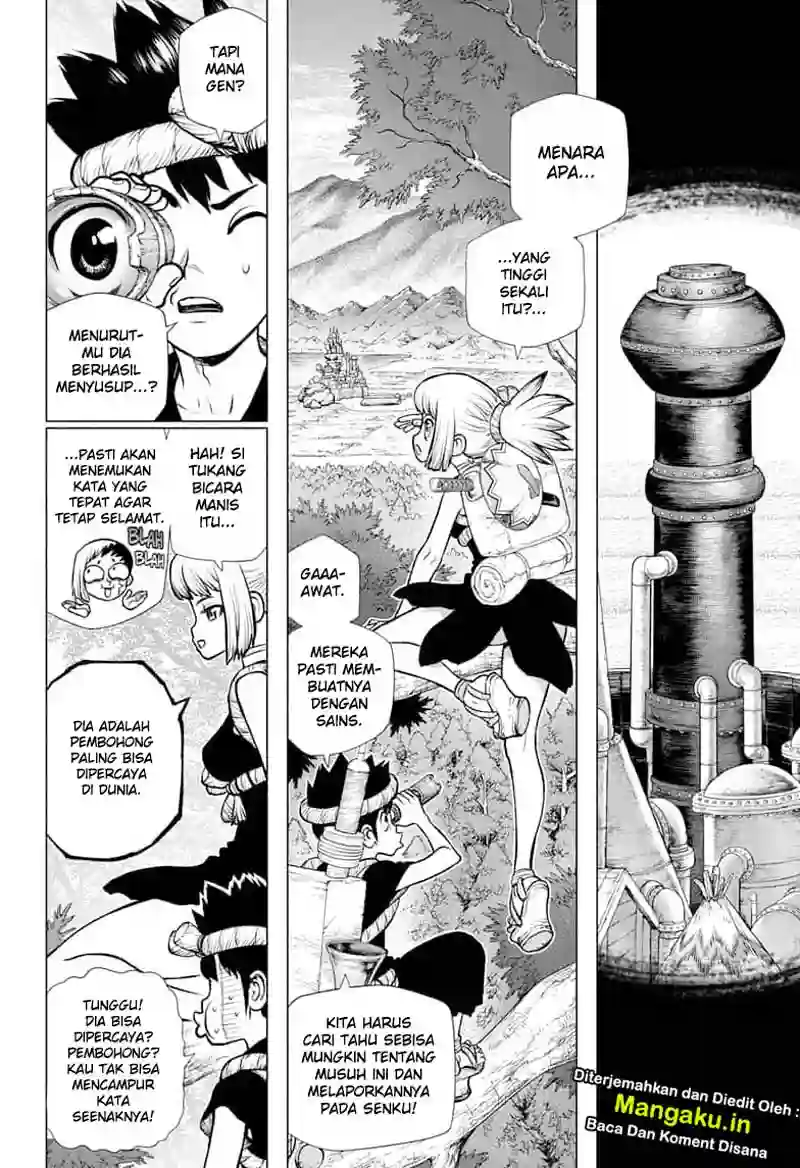 MENARA
APA...
...YANG
TINGGI
SEKALI
ITU?...
GAAA-
AWAT.
MEREKA
PASTI MEM-
BUATNYA
DENGAN
SAINS.
KITA HARUS
CARI TAHU SEBISA
MUNGKIN TENTANG
MUSUH INI DAN
MELAPORKANNYA
PADA SENKU!
TAPI
MANA
GEN?
MENURUT-
MU DIA
BERHASIL
MENYUSUP...?
HAH! SI
TUKANG
BICARA
MANIS
ITU...
...PASTI AKAN
MENEMUKAN
KATA YANG
TEPAT AGAR
TETAP SELAMAT.
BLAH
BLAH
DIA ADALAH
PEMBOHONG
PALING BISA
DIPERCAYA
DI DUNIA.
TUNGGU!
DIA BISA
DIPERCAYA?
PEMBOHONG?
KAU TAK BISA
MENCAMPUR
KATA
SEENAKNYA!
Diterjemahkan dan Diedit Oleh :
Mangaku.in
Baca Dan Koment Disana